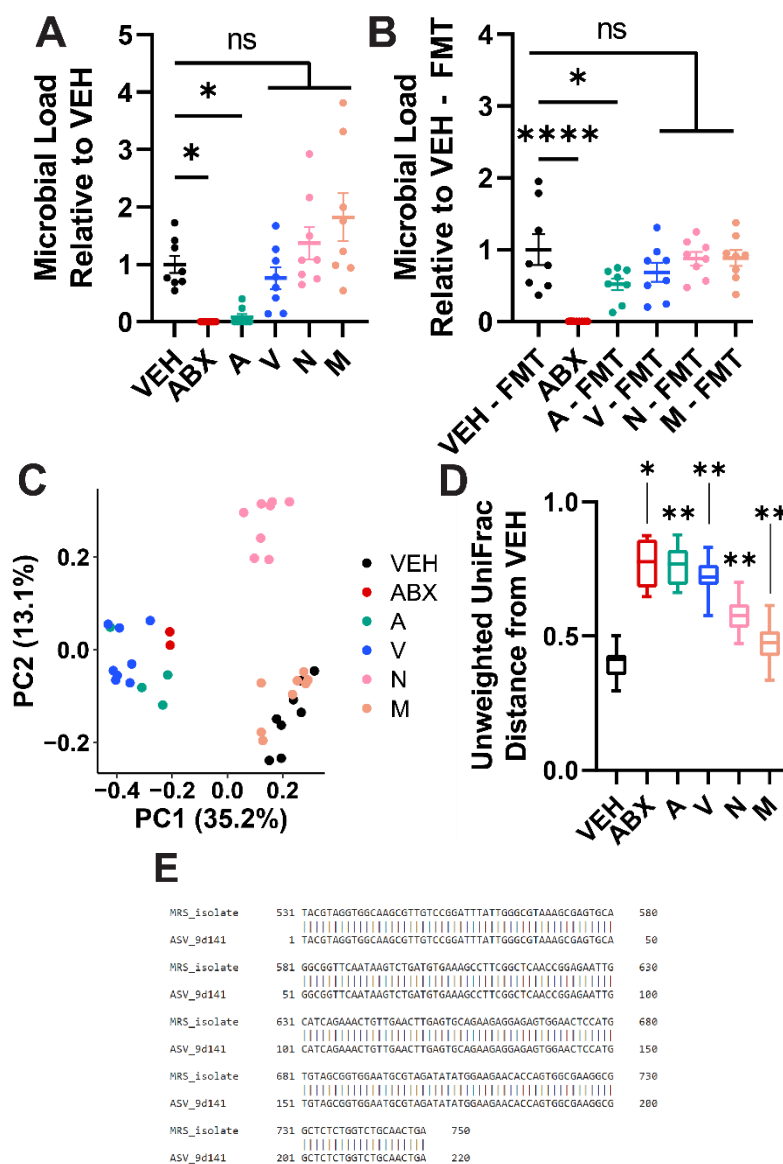 A
Microbial Load
Relative to VEH
ns
*
*
5
4
3
2
1
0
VEH
ABX
A
V
N
M
B
Microbial Load
Relative to VEH - FMT
ns
*
****
4
3
2
1
0
VEH - FMT
ABX
A - FMT
V - FMT
N - FMT
M - FMT
C
PC2 (13.1%)
0.2
0.0
−0.2
−0.4
−0.2
0.0
0.2
PC1 (35.2%)
VEH
ABX
A
V
N
M
D
Unweighted UniFrac
Distance from VEH
1.0
0.5
0.0
*
**
**
**
**
VEH
ABX
A
V
N
M
E
MRS_isolate 531 TACGTAGGTGGCAAGCGTTGTCCGGATTTATTGGGCGTAAAGCGAGTGCA 580
ASV_9d141 1 TACGTAGGTGGCAAGCGTTGTCCGGATTTATTGGGCGTAAAGCGAGTGCA 50
MRS_isolate 581 GGCGGTTCAATAAGTCTGATGTGAAAGCCTTCGGCTCAACCGGAGAATTG 630
ASV_9d141 51 GGCGGTTCAATAAGTCTGATGTGAAAGCCTTCGGCTCAACCGGAGAATTG 100
MRS_isolate 631 CATCAGAAACTGTTGAACTTGAGTGCAGAAGAGGAGAGTGGAACTCCATG 680
ASV_9d141 101 CATCAGAAACTGTTGAACTTGAGTGCAGAAGAGGAGAGTGGAACTCCATG 150
MRS_isolate 681 TGTAGCGGTGGAATGCGTAGATATATGGAAGAACACCAGTGGCGAAGGCG 730
ASV_9d141 151 TGTAGCGGTGGAATGCGTAGATATATGGAAGAACACCAGTGGCGAAGGCG 200
MRS_isolate 731 GCTCTCTGGTCTGCAACTGA 750
ASV_9d141 201 GCTCTCTGGTCTGCAACTGA 220